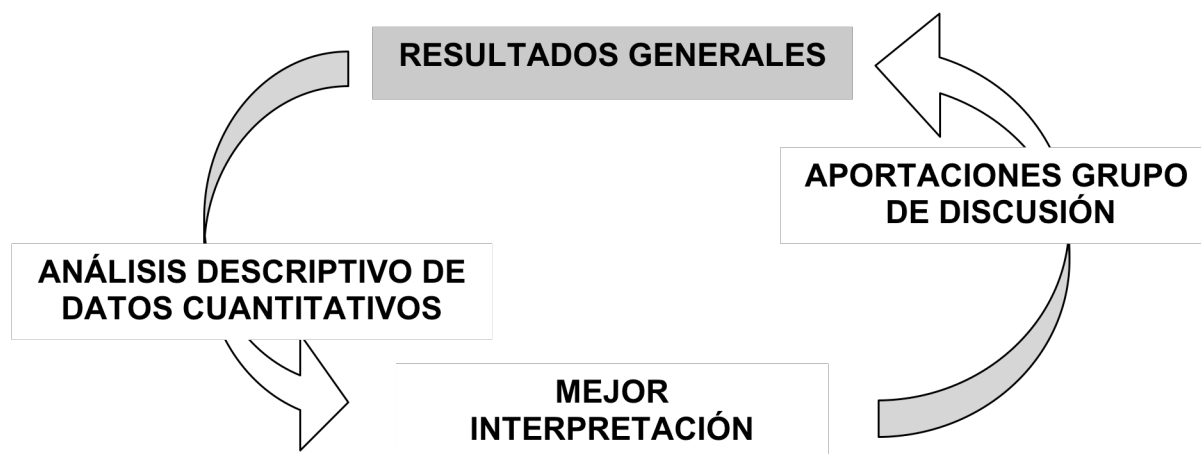 RESULTADOS GENERALES
APORTACIONES GRUPO
DE DISCUSIÓN
ANÁLISIS DESCRIPTIVO DE
DATOS CUANTITATIVOS
MEJOR
INTERPRETACIÓN